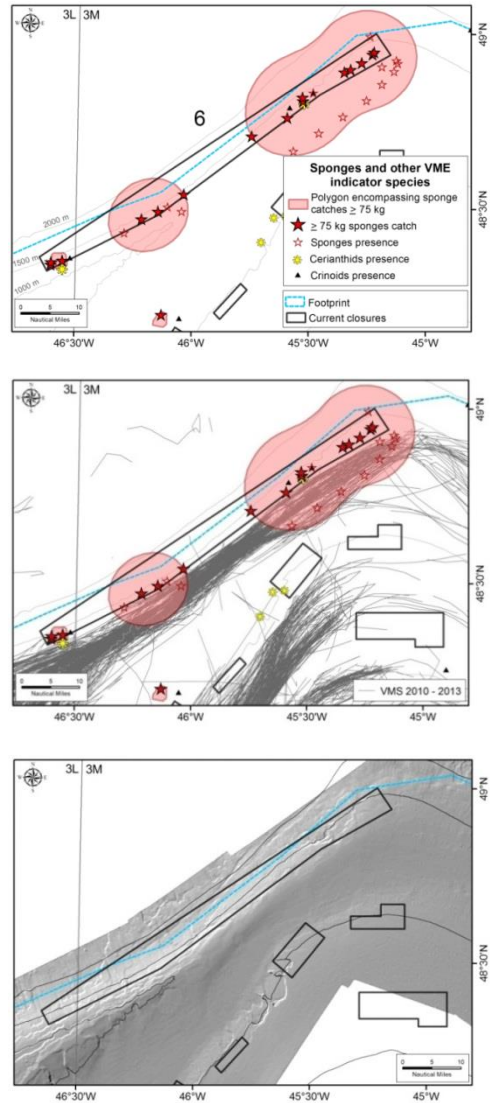 3L 3M
49°N
6
2000 m
1500 m
1000 m
48°30'N
Sponges and other VME
indicator species
Polygon encompassing sponge
catches ≥ 75 kg
≥ 75 kg sponges catch
Sponges presence
Cerianthids presence
Crinoids presence
Footprint
Current closures
0 5 10
Nautical Miles
46°30'W 46°W 45°30'W 45°W
3L 3M
49°N
48°30'N
0 5 10
Nautical Miles
VMS 2010 - 2013
46°30'W 46°W 45°30'W 45°W
3L 3M
49°N
48°30'N
0 5 10
Nautical Miles
46°30'W 46°W 45°30'W 45°W